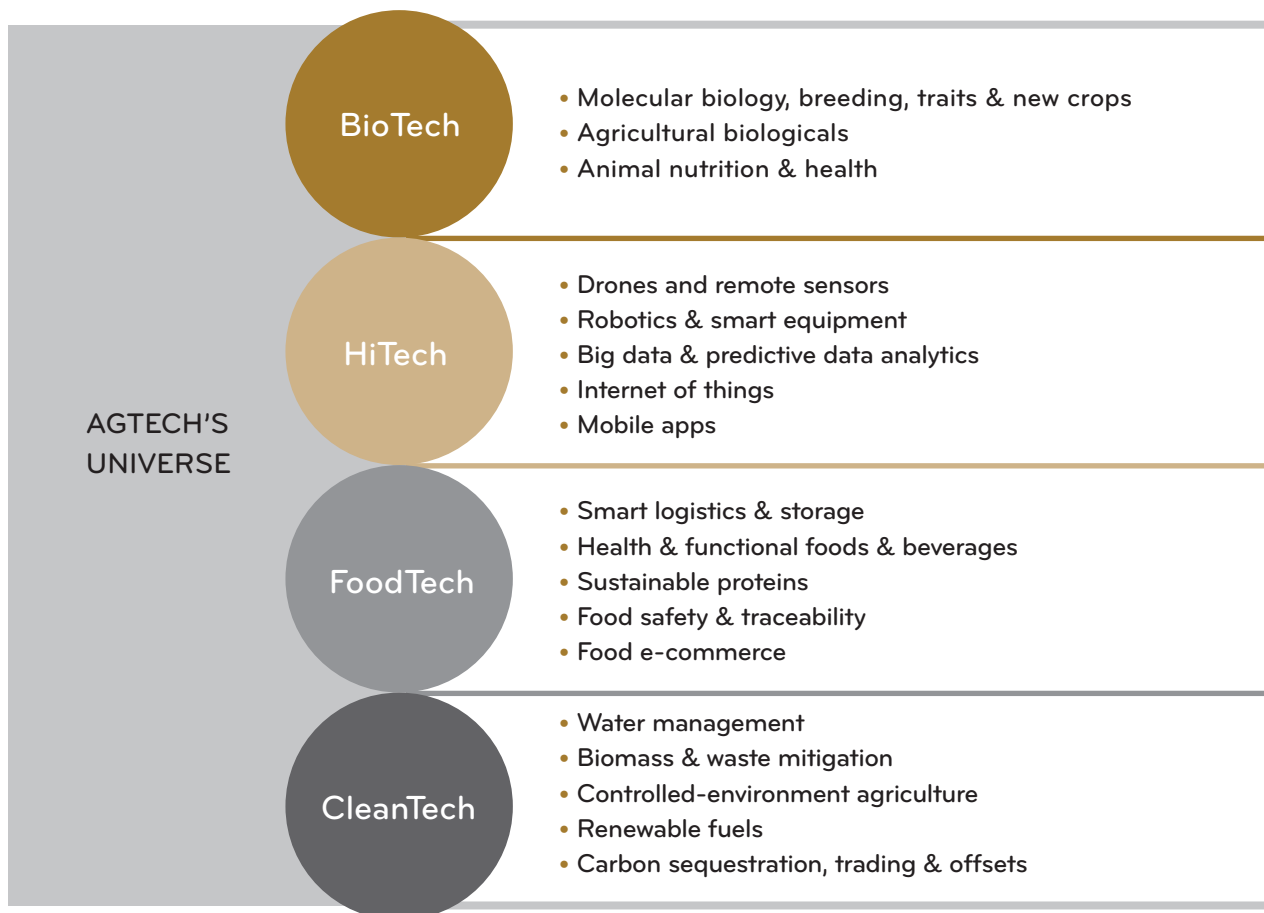 AGTECH'S
UNIVERSE
BioTech
• Molecular biology, breeding, traits & new crops
• Agricultural biologicals
• Animal nutrition & health
HiTech
• Drones and remote sensors
• Robotics & smart equipment
• Big data & predictive data analytics
• Internet of things
• Mobile apps
FoodTech
• Smart logistics & storage
• Health & functional foods & beverages
• Sustainable proteins
• Food safety & traceability
• Food e-commerce
CleanTech
• Water management
• Biomass & waste mitigation
• Controlled-environment agriculture
• Renewable fuels
• Carbon sequestration, trading & offsets